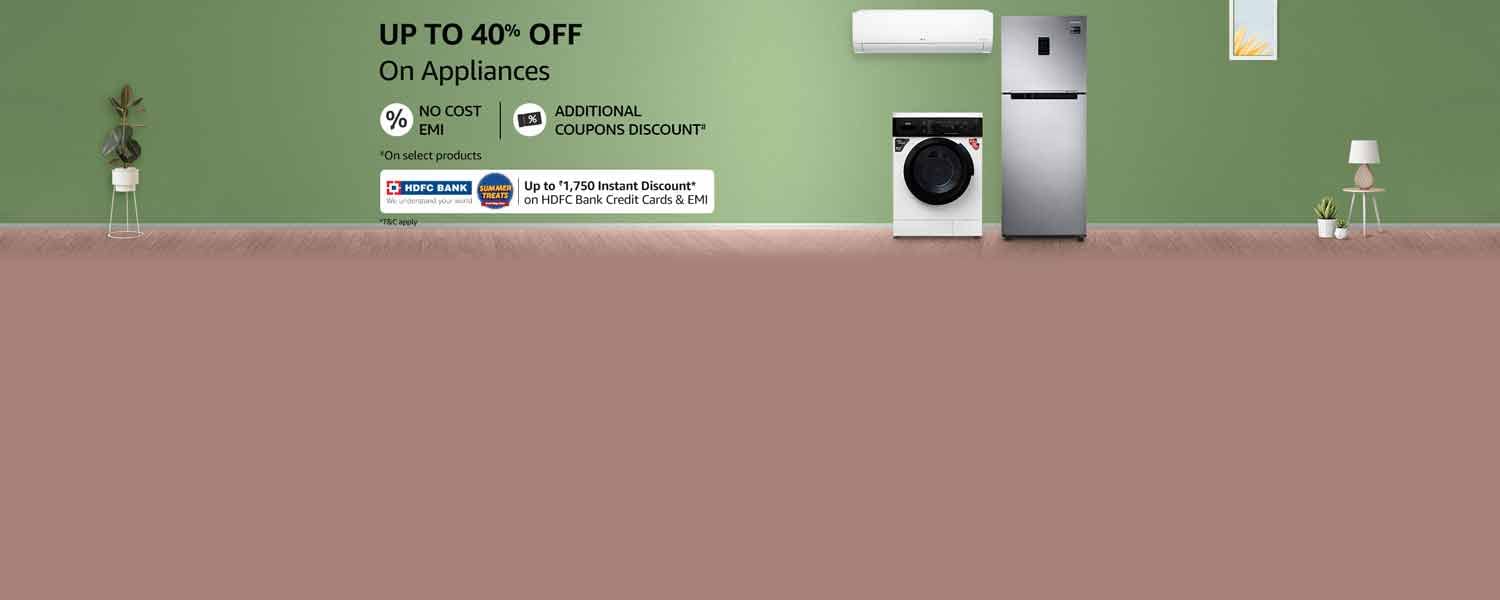 UP TO 40% OFF
On Appliances
% NO COST
EMI
% ADDITIONAL
COUPONS DISCOUNT#
#On select products
HDFC BANK
We understand your world
SUMMER
TREATS
Up to ₹1,750 Instant Discount*
on HDFC Bank Credit Cards & EMI
*T&C apply